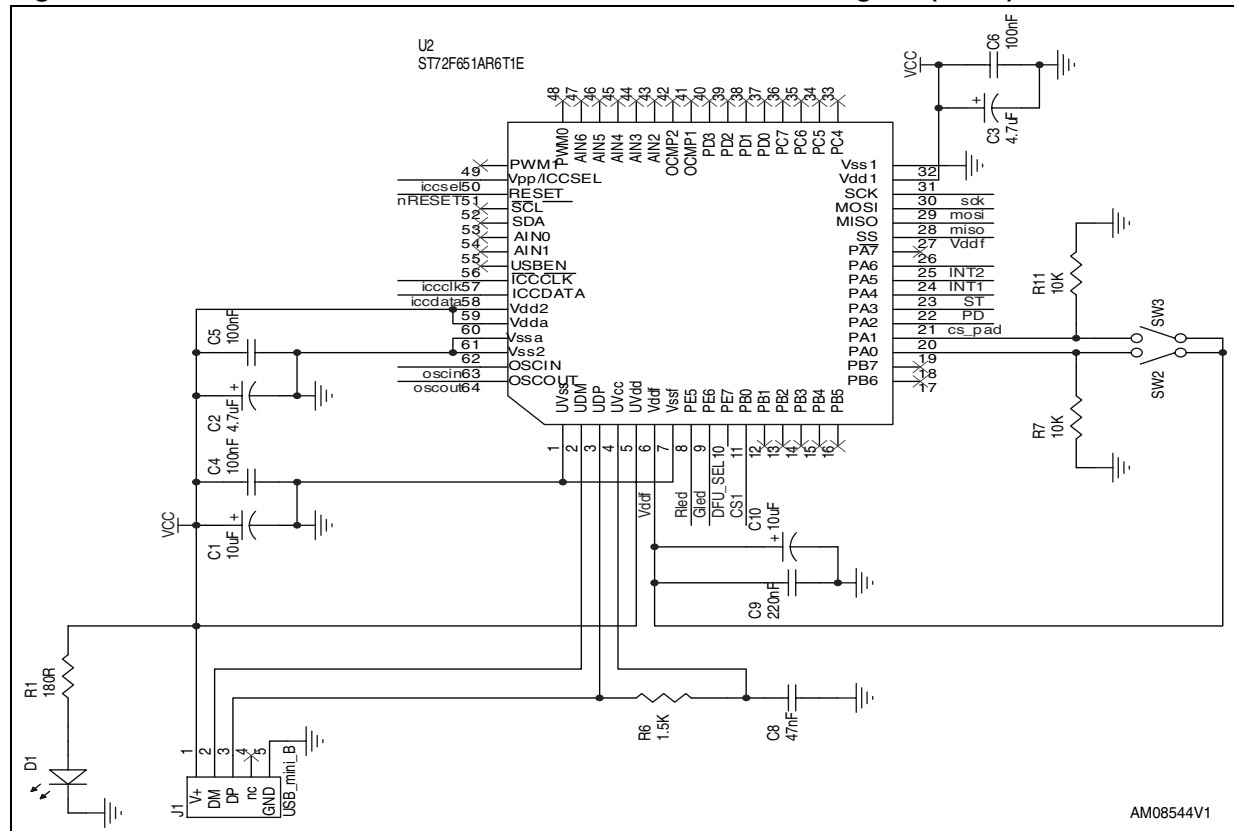 U2
ST72F651AR6T1E
VCC
C6
100nF
C3
4.7uF
+
48
47
46
45
44
43
42
41
40
39
38
37
36
35
34
33
PWM0
AIN6
AIN5
AIN4
AIN3
AIN2
OCMP2
OCMP1
PD3
PD2
PD1
PD0
PC7
PC6
PC5
PC4
PWM1
49
Vpp/ICCSEL
iccsel
50
RESET
nRESET
51
SCL
52
SDA
53
AIN0
54
AIN1
55
USBEN
56
ICCCLK
iccclk
57
ICCDATA
iccdata
58
Vdd2
59
Vdda
60
Vssa
61
Vss2
62
OSCIN
oscin
63
OSCOUT
oscout
64
Vss1
32
Vdd1
31
SCK
30
sck
MOSI
29
mosi
MISO
28
miso
SS
27
Vddf
PA7
26
PA6
25
INT2
PA5
24
INT1
PA4
23
ST
PA3
22
PD
PA2
21
cs_pad
PA1
20
PA0
19
PB7
18
PB6
17
R11
10K
SW3
SW2
R7
10K
C5
100nF
C2
4.7uF
+
C4
100nF
VCC
C1
10uF
+
UVss
UDM
UDP
UVcc
UVdd
Vddf
Vssf
PE5
PE6
PE7
PB0
PB1
PB2
PB3
PB4
PB5
1
2
3
4
5
6
7
8
9
10
11
12
13
14
15
16
Vddf
Rled
Gled
DFU_SEL
CS1
C10
10uF
+
C9
220nF
R1
180R
D1
R6
1.5K
C8
47nF
1
2
3
4
5
V+
DM
DP
nc
GND
J1
USB_mini_B
AM08544V1